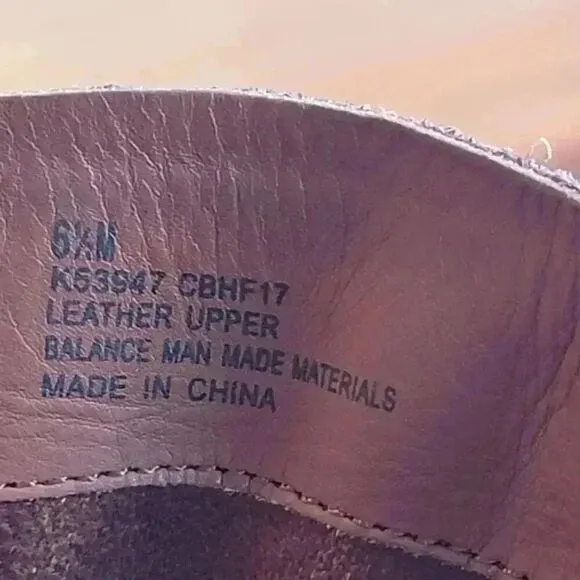 6½M
K53947 CBHF17
LEATHER UPPER
BALANCE MAN MADE MATERIALS
MADE IN CHINA